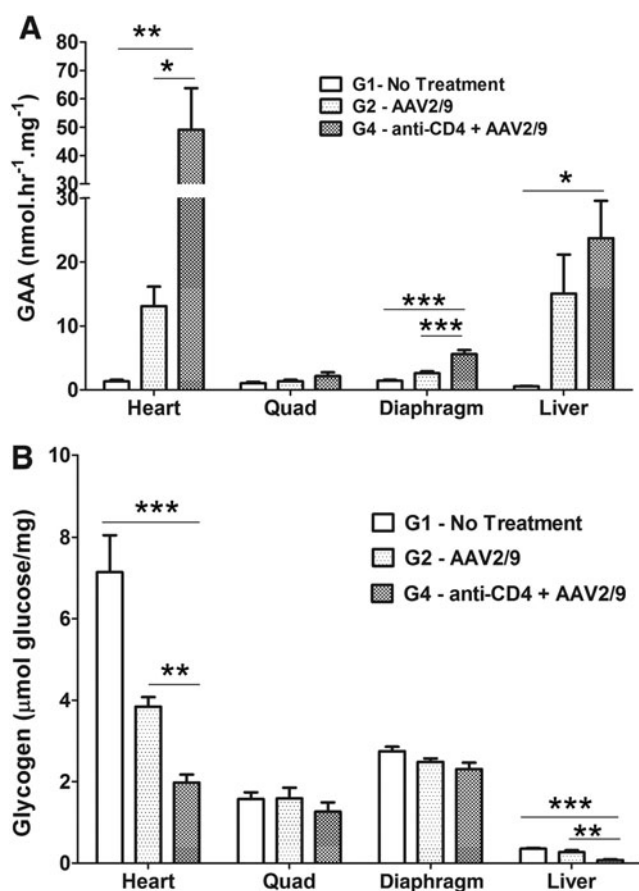 A
GAA (nmol.hr⁻¹.mg⁻¹)
80
70
60
50
40
30
30
20
10
0
**
*
***
***
*
G1- No Treatment
G2 - AAV2/9
G4 - anti-CD4 + AAV2/9
Heart Quad Diaphragm Liver
B
Glycogen (μmol glucose/mg)
10
8
6
4
2
0
***
**
***
**
G1 - No Treatment
G2 - AAV2/9
G4 - anti-CD4 + AAV2/9
Heart Quad Diaphragm Liver